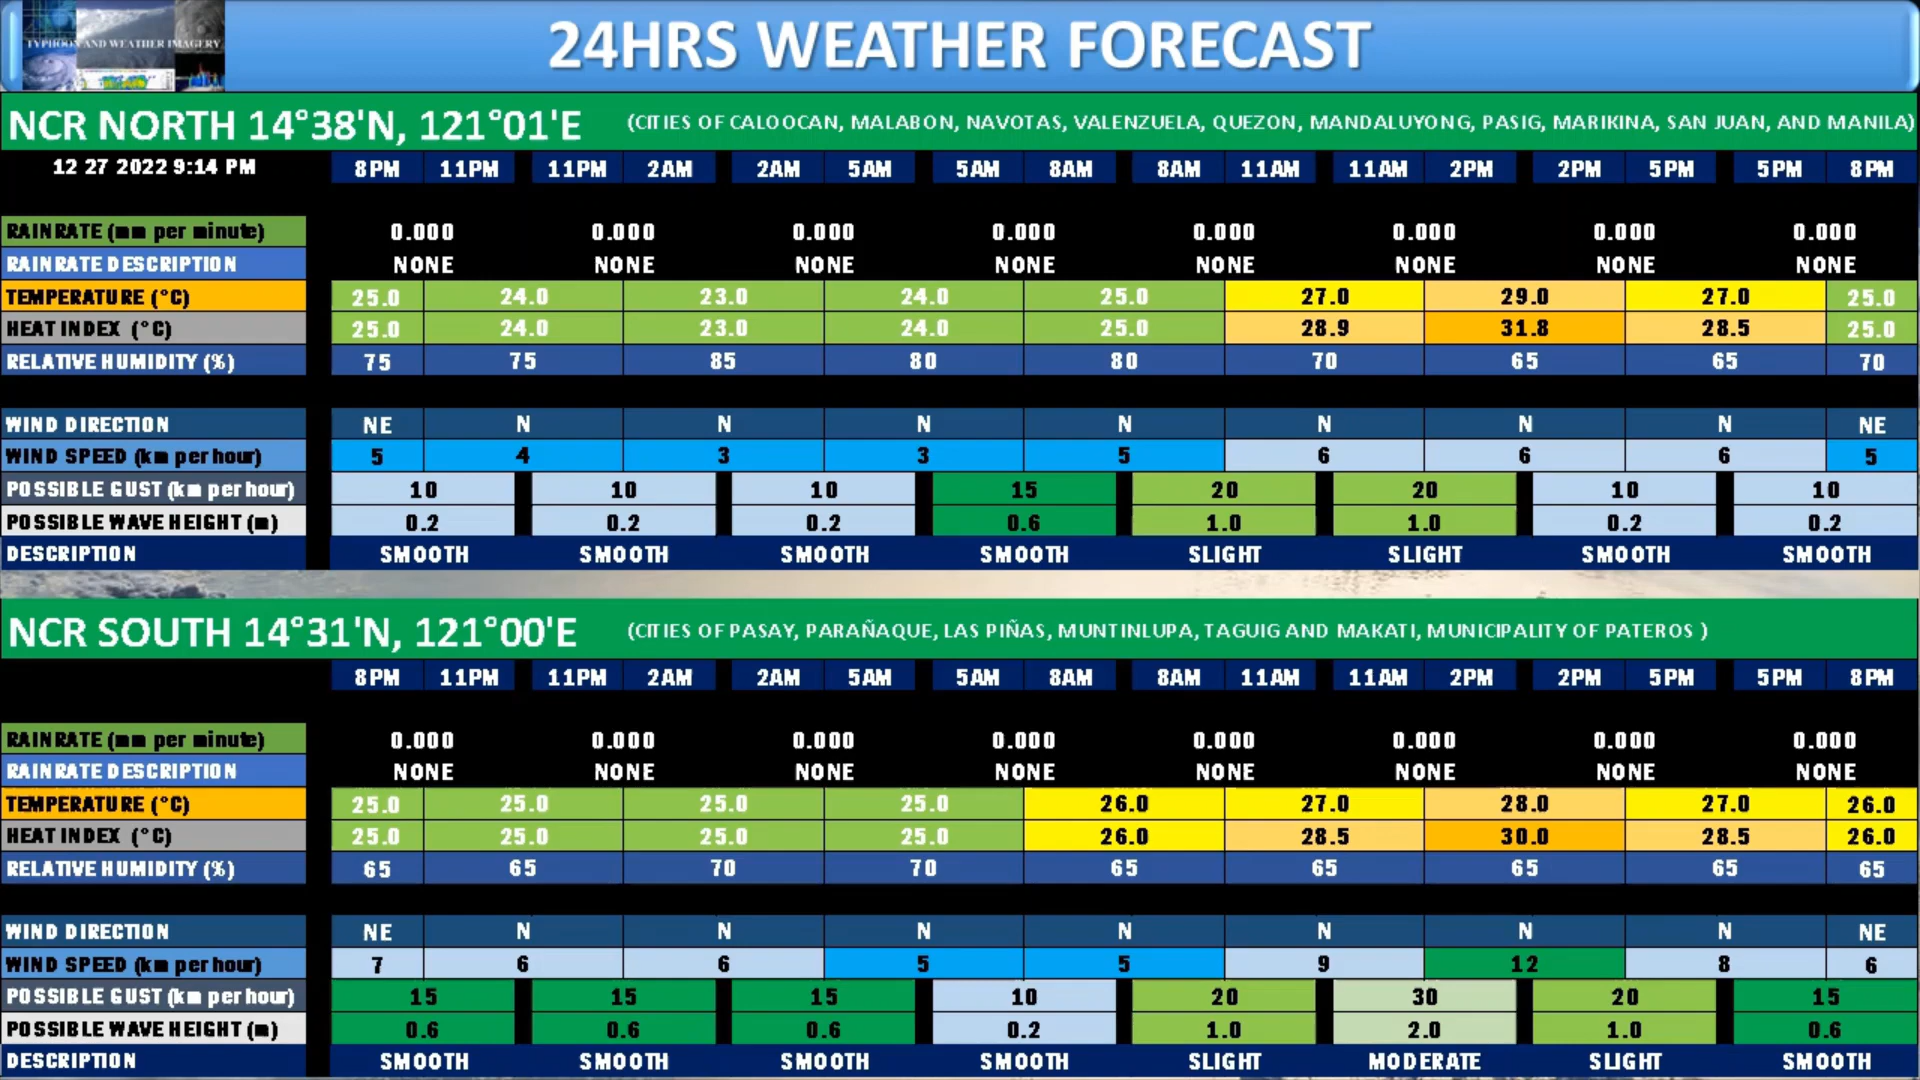 TYPHOON AND WEATHER IMAGERY
24HRS WEATHER FORECAST
NCR NORTH 14°38'N, 121°01'E (CITIES OF CALOOCAN, MALABON, NAVOTAS, VALENZUELA, QUEZON, MANDALUYONG, PASIG, MARIKINA, SAN JUAN, AND MANILA)
12 27 2022 9:14 PM 8PM 11PM 11PM 2AM 2AM 5AM 5AM 8AM 8AM 11AM 11AM 2PM 2PM 5PM 5PM 8PM
RAINRATE (mm per minute) 0.000 0.000 0.000 0.000 0.000 0.000 0.000 0.000
RAINRATE DESCRIPTION NONE NONE NONE NONE NONE NONE NONE NONE
TEMPERATURE (°C) 25.0 24.0 23.0 24.0 25.0 27.0 29.0 27.0 25.0
HEAT INDEX (°C) 25.0 24.0 23.0 24.0 25.0 28.9 31.8 28.5 25.0
RELATIVE HUMIDITY (%) 75 75 85 80 80 70 65 65 70
WIND DIRECTION NE N N N N N N N NE
WIND SPEED (km per hour) 5 4 3 3 5 6 6 6 5
POSSIBLE GUST (km per hour) 10 10 10 15 20 20 10 10
POSSIBLE WAVE HEIGHT (m) 0.2 0.2 0.2 0.6 1.0 1.0 0.2 0.2
DESCRIPTION SMOOTH SMOOTH SMOOTH SMOOTH SLIGHT SLIGHT SMOOTH SMOOTH
NCR SOUTH 14°31'N, 121°00'E (CITIES OF PASAY, PARAÑAQUE, LAS PIÑAS, MUNTINLUPA, TAGUIG AND MAKATI, MUNICIPALITY OF PATEROS )
8PM 11PM 11PM 2AM 2AM 5AM 5AM 8AM 8AM 11AM 11AM 2PM 2PM 5PM 5PM 8PM
RAINRATE (mm per minute) 0.000 0.000 0.000 0.000 0.000 0.000 0.000 0.000
RAINRATE DESCRIPTION NONE NONE NONE NONE NONE NONE NONE NONE
TEMPERATURE (°C) 25.0 25.0 25.0 25.0 26.0 27.0 28.0 27.0 26.0
HEAT INDEX (°C) 25.0 25.0 25.0 25.0 26.0 28.5 30.0 28.5 26.0
RELATIVE HUMIDITY (%) 65 65 70 70 65 65 65 65 65
WIND DIRECTION NE N N N N N N N NE
WIND SPEED (km per hour) 7 6 6 5 5 9 12 8 6
POSSIBLE GUST (km per hour) 15 15 15 10 20 30 20 15
POSSIBLE WAVE HEIGHT (m) 0.6 0.6 0.6 0.2 1.0 2.0 1.0 0.6
DESCRIPTION SMOOTH SMOOTH SMOOTH SMOOTH SLIGHT MODERATE SLIGHT SMOOTH